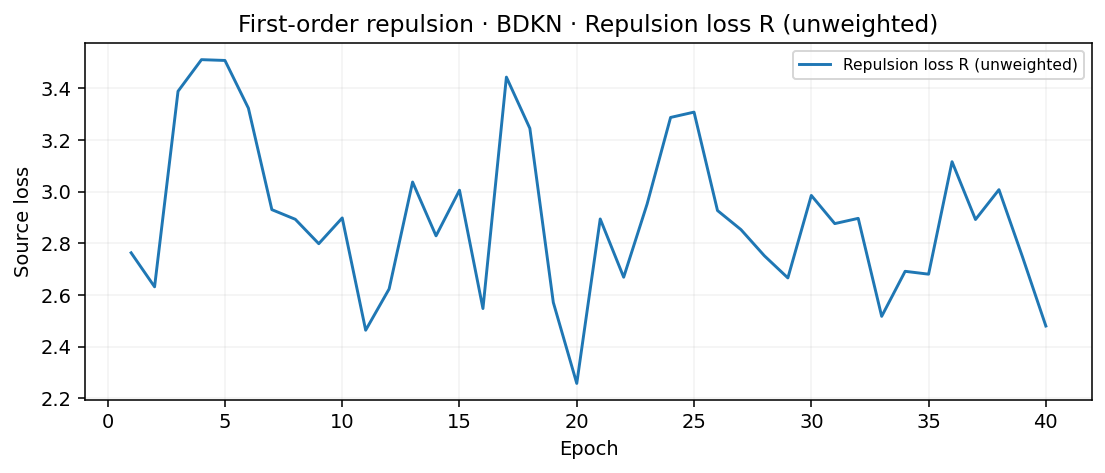 First-order repulsion · BDKN · Repulsion loss R (unweighted)
Repulsion loss R (unweighted)
Source loss
3.4
3.2
3.0
2.8
2.6
2.4
2.2
0 5 10 15 20 25 30 35 40
Epoch